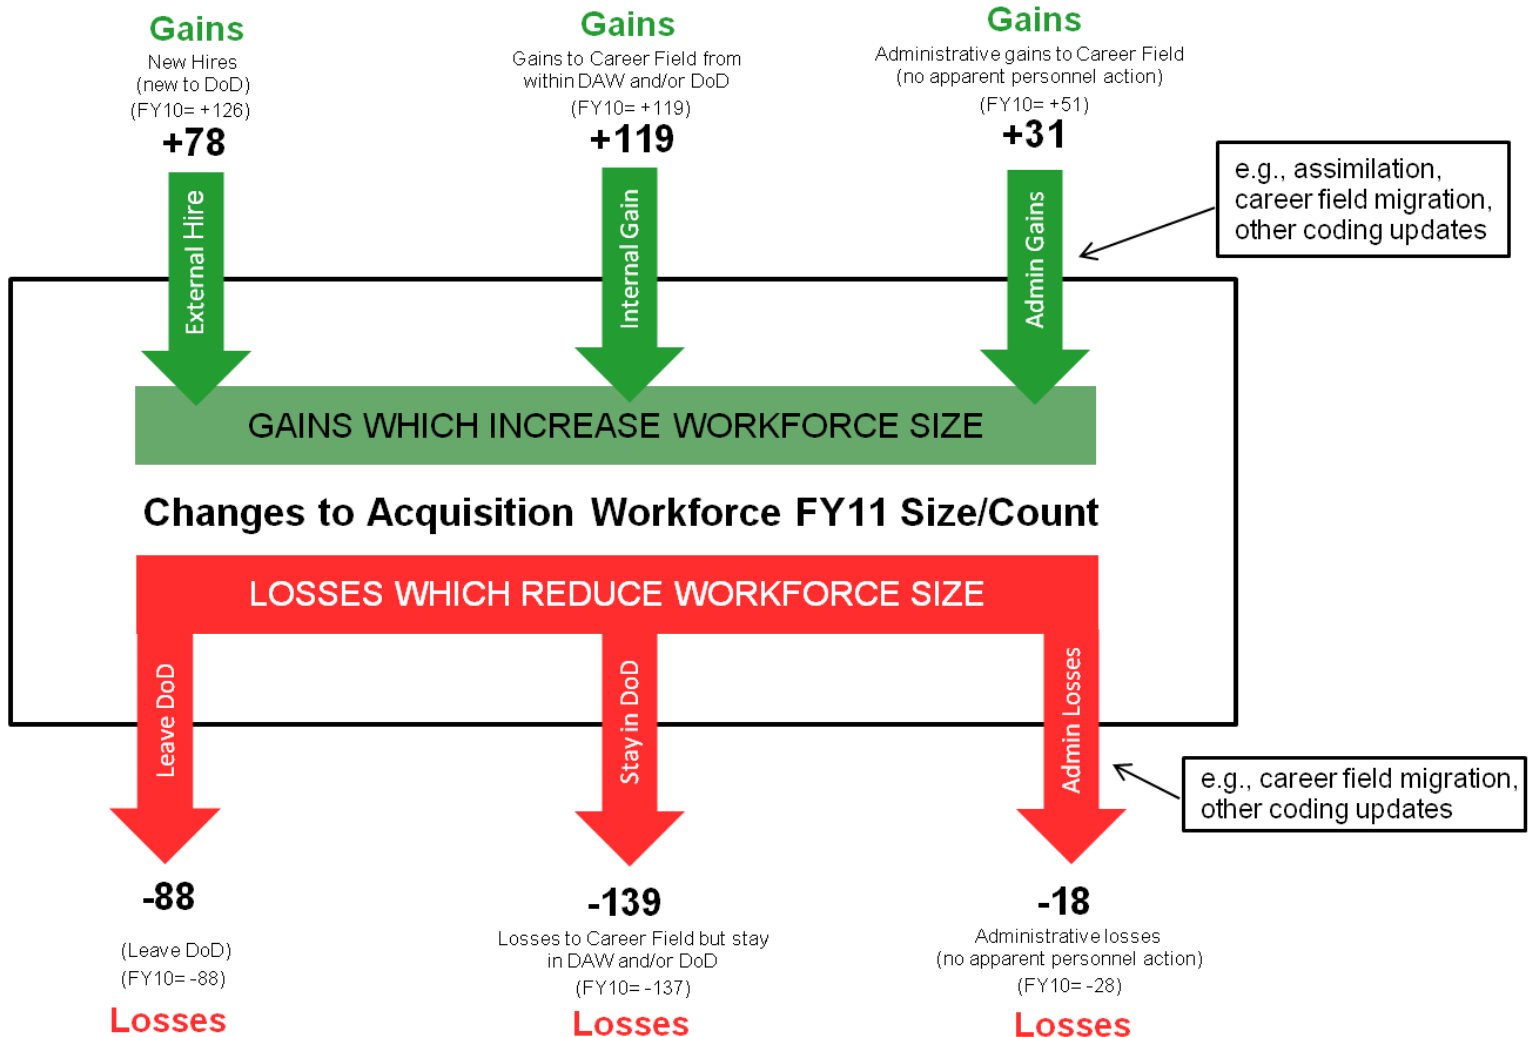 Gains
New Hires
(new to DoD)
(FY10= +126)
+78
External Hire
Gains
Gains to Career Field from
within DAW and/or DoD
(FY10= +119)
+119
Internal Gain
Gains
Administrative gains to Career Field
(no apparent personnel action)
(FY10= +51)
+31
Admin Gains
e.g., assimilation,
career field migration,
other coding updates
GAINS WHICH INCREASE WORKFORCE SIZE
Changes to Acquisition Workforce FY11 Size/Count
LOSSES WHICH REDUCE WORKFORCE SIZE
Leave DoD
-88
(Leave DoD)
(FY10= -88)
Losses
Stay in DoD
-139
Losses to Career Field but stay
in DAW and/or DoD
(FY10= -137)
Losses
Admin Losses
-18
Administrative losses
(no apparent personnel action)
(FY10= -28)
Losses
e.g., career field migration,
other coding updates